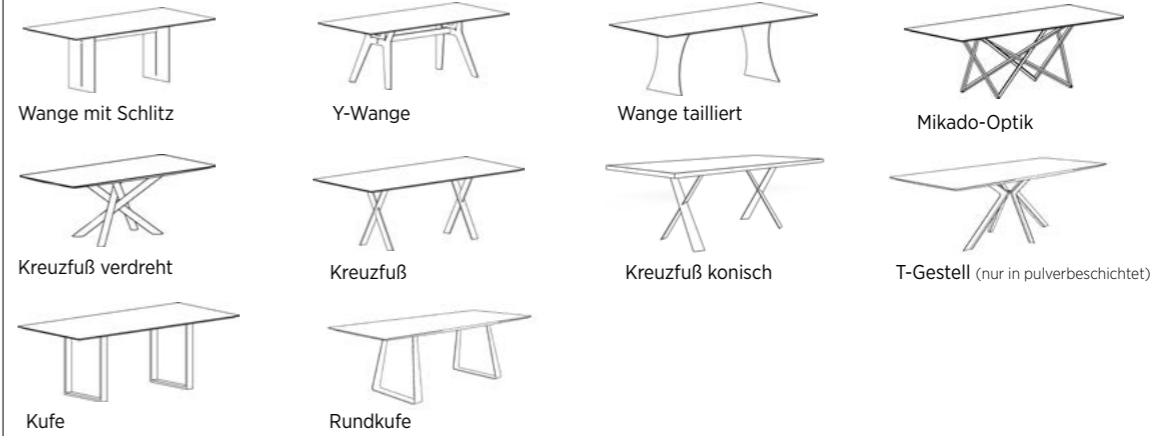 Wange mit Schlitz
Y-Wange
Wange tailliert
Mikado-Optik
Kreuzfuß verdreht
Kreuzfuß
Kreuzfuß konisch
T-Gestell (nur in pulverbeschichtet)
Kufe
Rundkufe